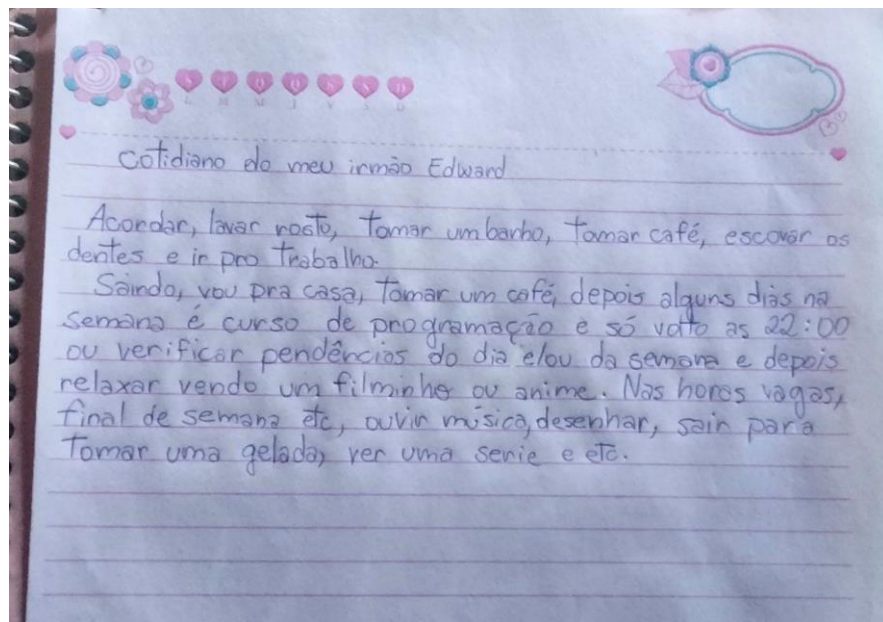 S T Q Q S S D
L M M J V S D
Cotidiano do meu irmão Edward
Acordar, lavar rosto, tomar um banho, tomar café, escovar os
dentes e ir pro trabalho.
Saindo, vou pra casa, tomar um café, depois alguns dias na
semana é curso de programação e só volto as 22:00
ou verificar pendências do dia e/ou da semana e depois
relaxar vendo um filminho ou anime. Nas horas vagas,
final de semana etc, ouvir música, desenhar, sair para
tomar uma gelada, ver uma serie e etc.